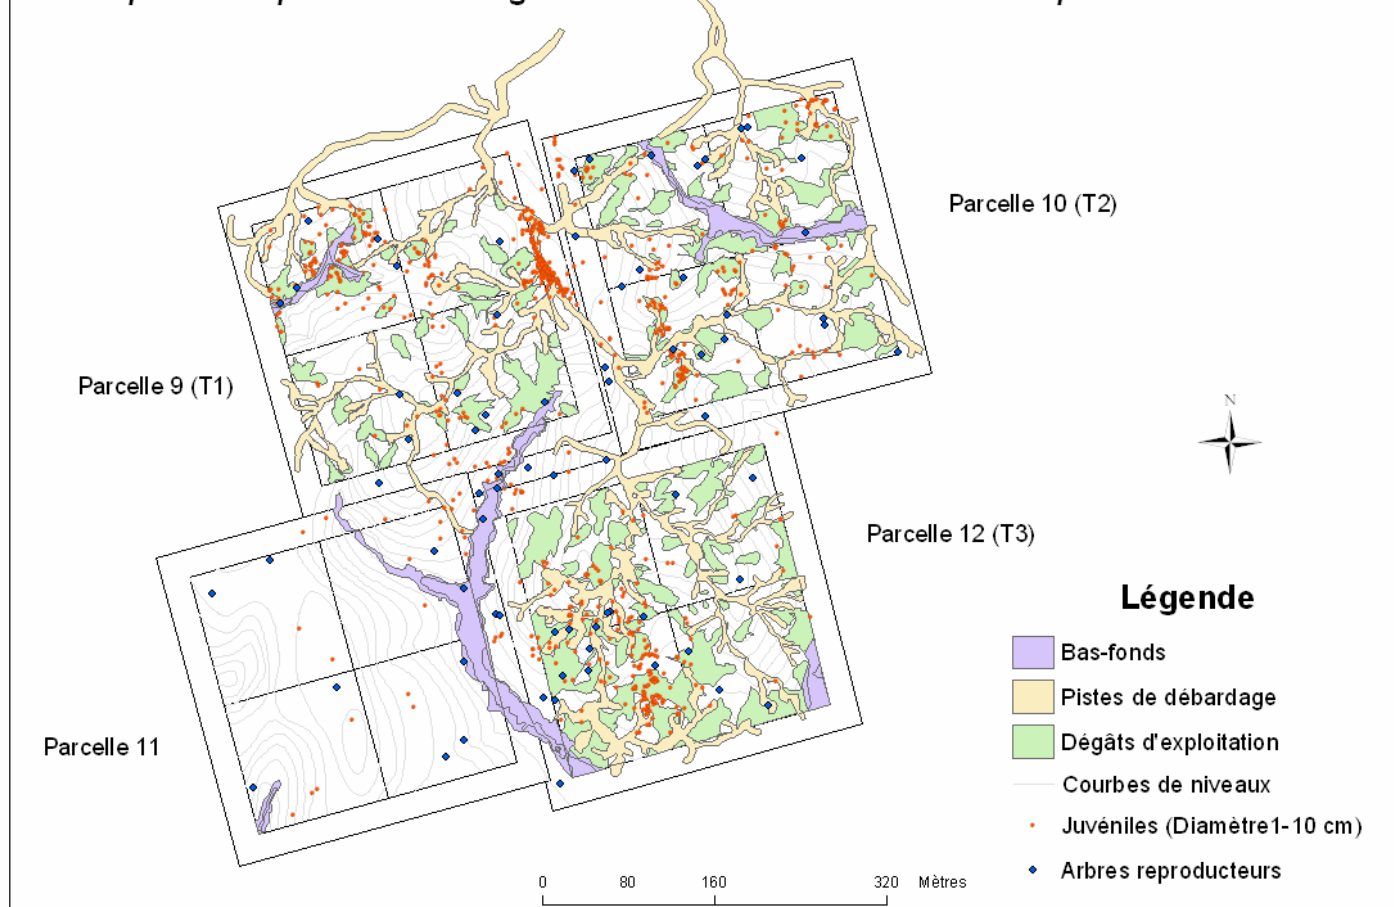 Parcelle 10 (T2)
Parcelle 9 (T1)
N
Parcelle 12 (T3)
Parcelle 11
Légende
Bas-fonds
Pistes de débardage
Dégâts d'exploitation
Courbes de niveaux
Juvéniles (Diamètre1-10 cm)
Arbres reproducteurs
0 80 160 320 Mètres